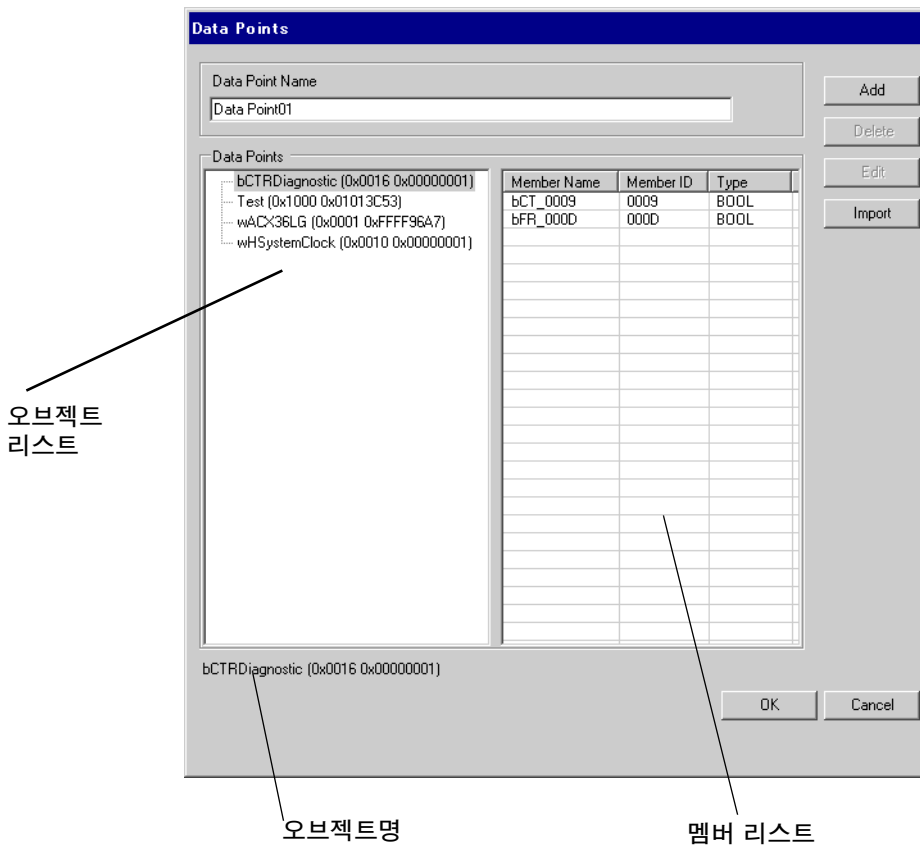 Data Points
Data Point Name
Data Point01
Add
Delete
Edit
Import
Data Points
bCTRDiagnostic (0x0016 0x00000001)
Test (0x1000 0x01013C53)
wACX36LG (0x0001 0xFFFF96A7)
wHSystemClock (0x0010 0x00000001)
Member Name Member ID Type
bCT_0009 0009 BOOL
bFR_000D 000D BOOL
오브젝트
리스트
bCTRDiagnostic (0x0016 0x00000001)
OK
Cancel
오브젝트명
멤버 리스트